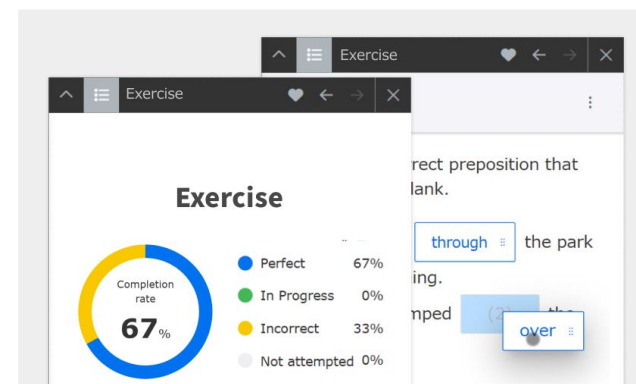 Exercise
Exercise
Exercise
Completion
rate
67%
Perfect 67%
In Progress 0%
Incorrect 33%
Not attempted 0%
rect preposition that
lank.
through the park
ing.
mped (2) the
over